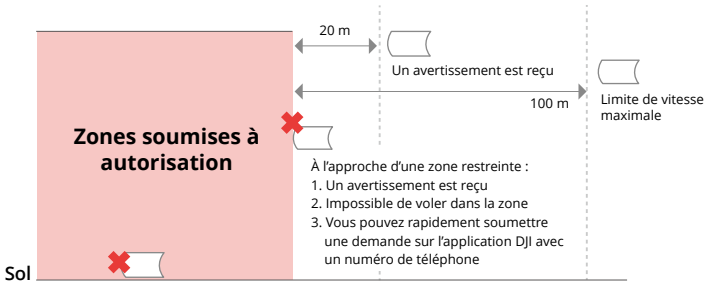 20 m
Un avertissement est reçu
100 m
Limite de vitesse
maximale
Zones soumises à
autorisation
À l’approche d’une zone restreinte :
1. Un avertissement est reçu
2. Impossible de voler dans la zone
3. Vous pouvez rapidement soumettre
une demande sur l’application DJI avec
un numéro de téléphone
Sol